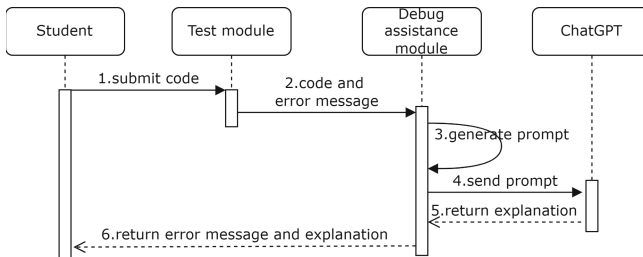 Student
Test module
Debug
assistance
module
ChatGPT
1.submit code
2.code and
error message
3.generate prompt
4.send prompt
5.return explanation
6.return error message and explanation